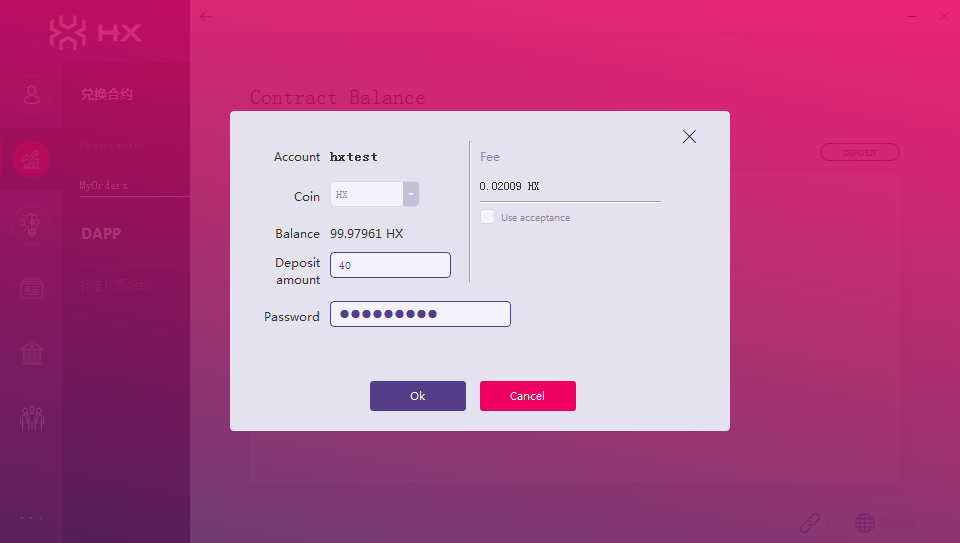 HX
兑换合约
OrderCenter
MyOrders
DAPP
Contract Balance
DEPOSIT
Account hxtest
Coin HX
Balance 99.97961 HX
Deposit
amount 40
Password ●●●●●●●●●
Fee
0.02009 HX
Use acceptance
Ok
Cancel